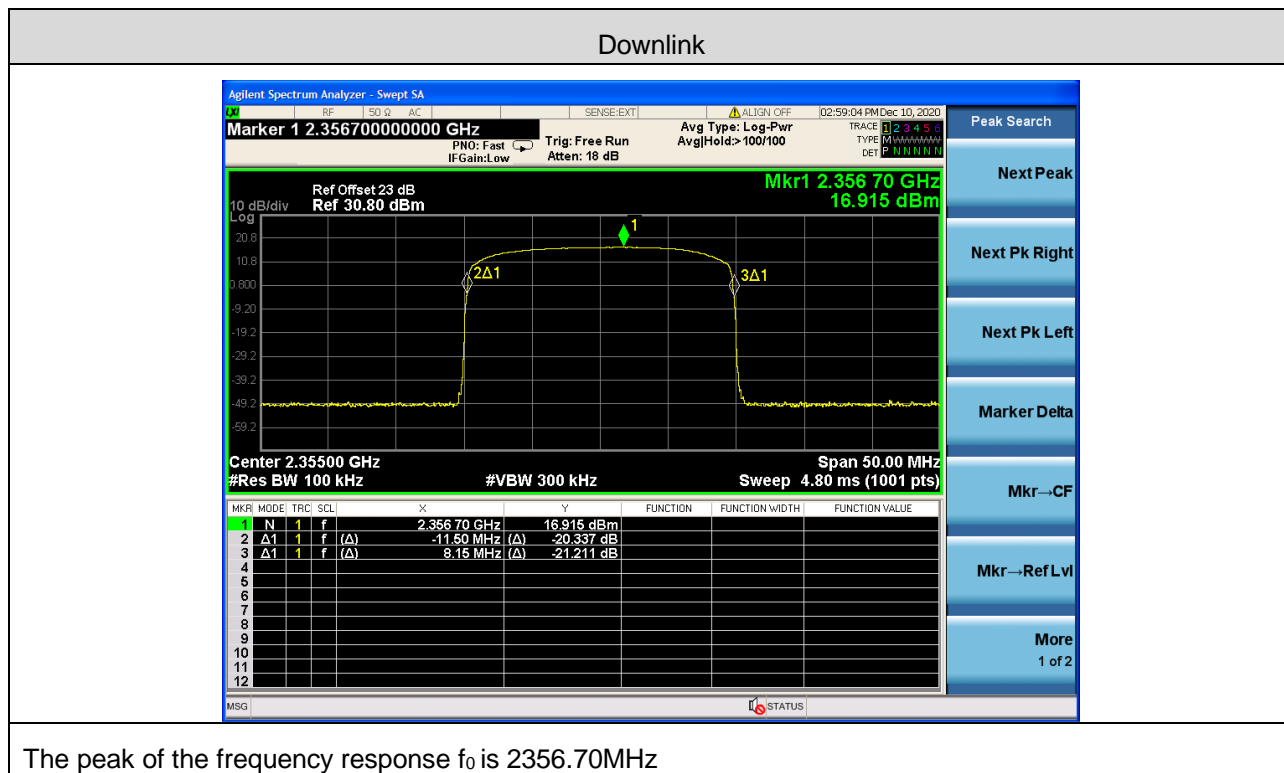 Downlink
Agilent Spectrum Analyzer - Swept SA
LXI RF 50 Ω AC SENSE:EXT ALIGN OFF 02:59:04 PM Dec 10, 2020
Marker 1 2.356700000000 GHz
PNO: Fast
IFGain:Low
Trig: Free Run
Atten: 18 dB
Avg Type: Log-Pwr
Avg|Hold:>100/100
TRACE 1 2 3 4 5 6
TYPE M W W W W W
DET P N N N N N
Peak Search
Next Peak
Next Pk Right
Next Pk Left
Marker Delta
Mkr→CF
Mkr→Ref Lvl
More
1 of 2
Mkr1 2.356 70 GHz
16.915 dBm
Ref Offset 23 dB
10 dB/div Ref 30.80 dBm
Log
20.8
10.8
0.800
-9.20
-19.2
-29.2
-39.2
-49.2
-59.2
1
2Δ1
3Δ1
Center 2.35500 GHz Span 50.00 MHz
#Res BW 100 kHz #VBW 300 kHz Sweep 4.80 ms (1001 pts)
MKR MODE TRC SCL X Y FUNCTION FUNCTION WIDTH FUNCTION VALUE
1 N 1 f 2.356 70 GHz 16.915 dBm
2 Δ1 1 f (Δ) -11.50 MHz (Δ) -20.337 dB
3 Δ1 1 f (Δ) 8.15 MHz (Δ) -21.211 dB
4
5
6
7
8
9
10
11
12
MSG STATUS
The peak of the frequency response f₀ is 2356.70MHz